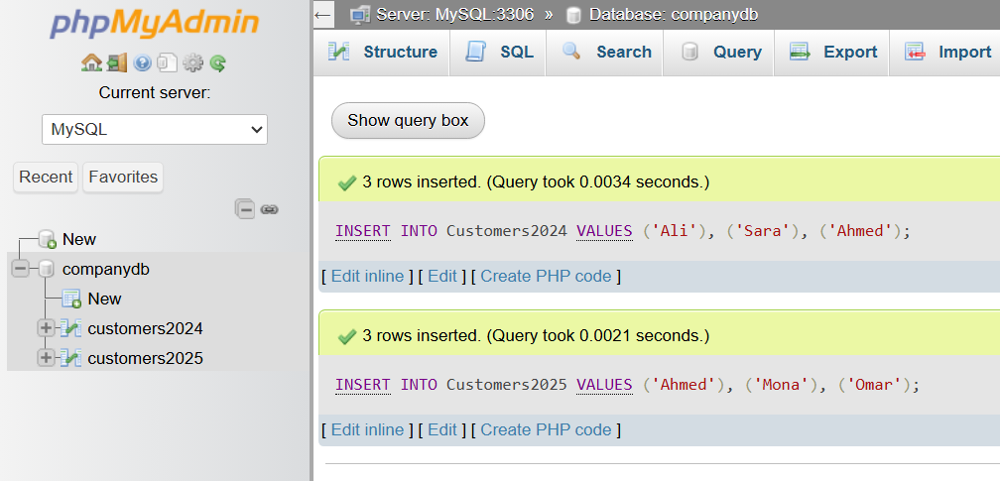 phpMyAdmin
Current server:
MySQL
Recent Favorites
New
companydb
New
customers2024
customers2025
Server: MySQL:3306 » Database: companydb
Structure SQL Search Query Export Import
Show query box
3 rows inserted. (Query took 0.0034 seconds.)
INSERT INTO Customers2024 VALUES ('Ali'), ('Sara'), ('Ahmed');
[ Edit inline ] [ Edit ] [ Create PHP code ]
3 rows inserted. (Query took 0.0021 seconds.)
INSERT INTO Customers2025 VALUES ('Ahmed'), ('Mona'), ('Omar');
[ Edit inline ] [ Edit ] [ Create PHP code ]